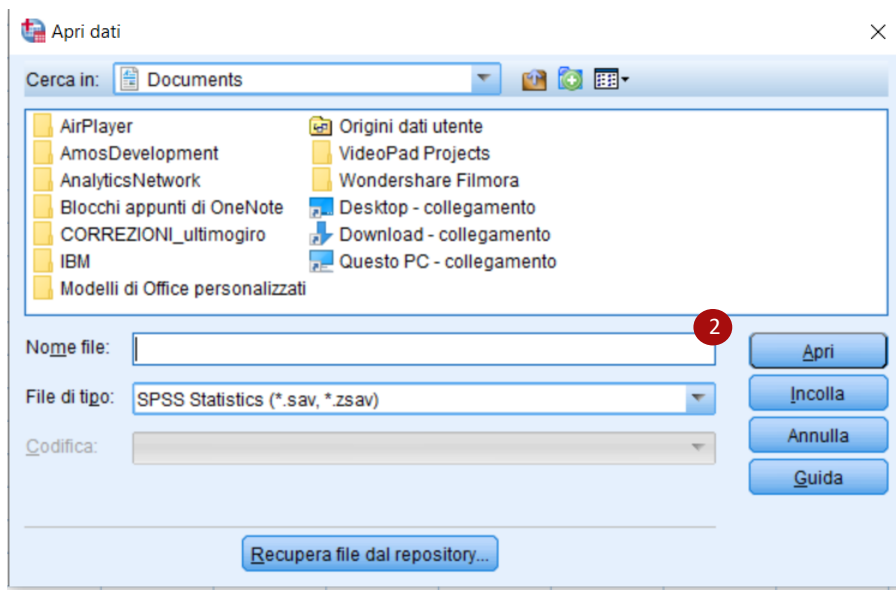 Apri dati
Cerca in: Documents
AirPlayer
AmosDevelopment
AnalyticsNetwork
Blocchi appunti di OneNote
CORREZIONI_ultimogiro
IBM
Modelli di Office personalizzati
Origini dati utente
VideoPad Projects
Wondershare Filmora
Desktop - collegamento
Download - collegamento
Questo PC - collegamento
2
Nome file:
Apri
File di tipo: SPSS Statistics (*.sav, *.zsav)
Incolla
Codifica:
Annulla
Guida
Recupera file dal repository...